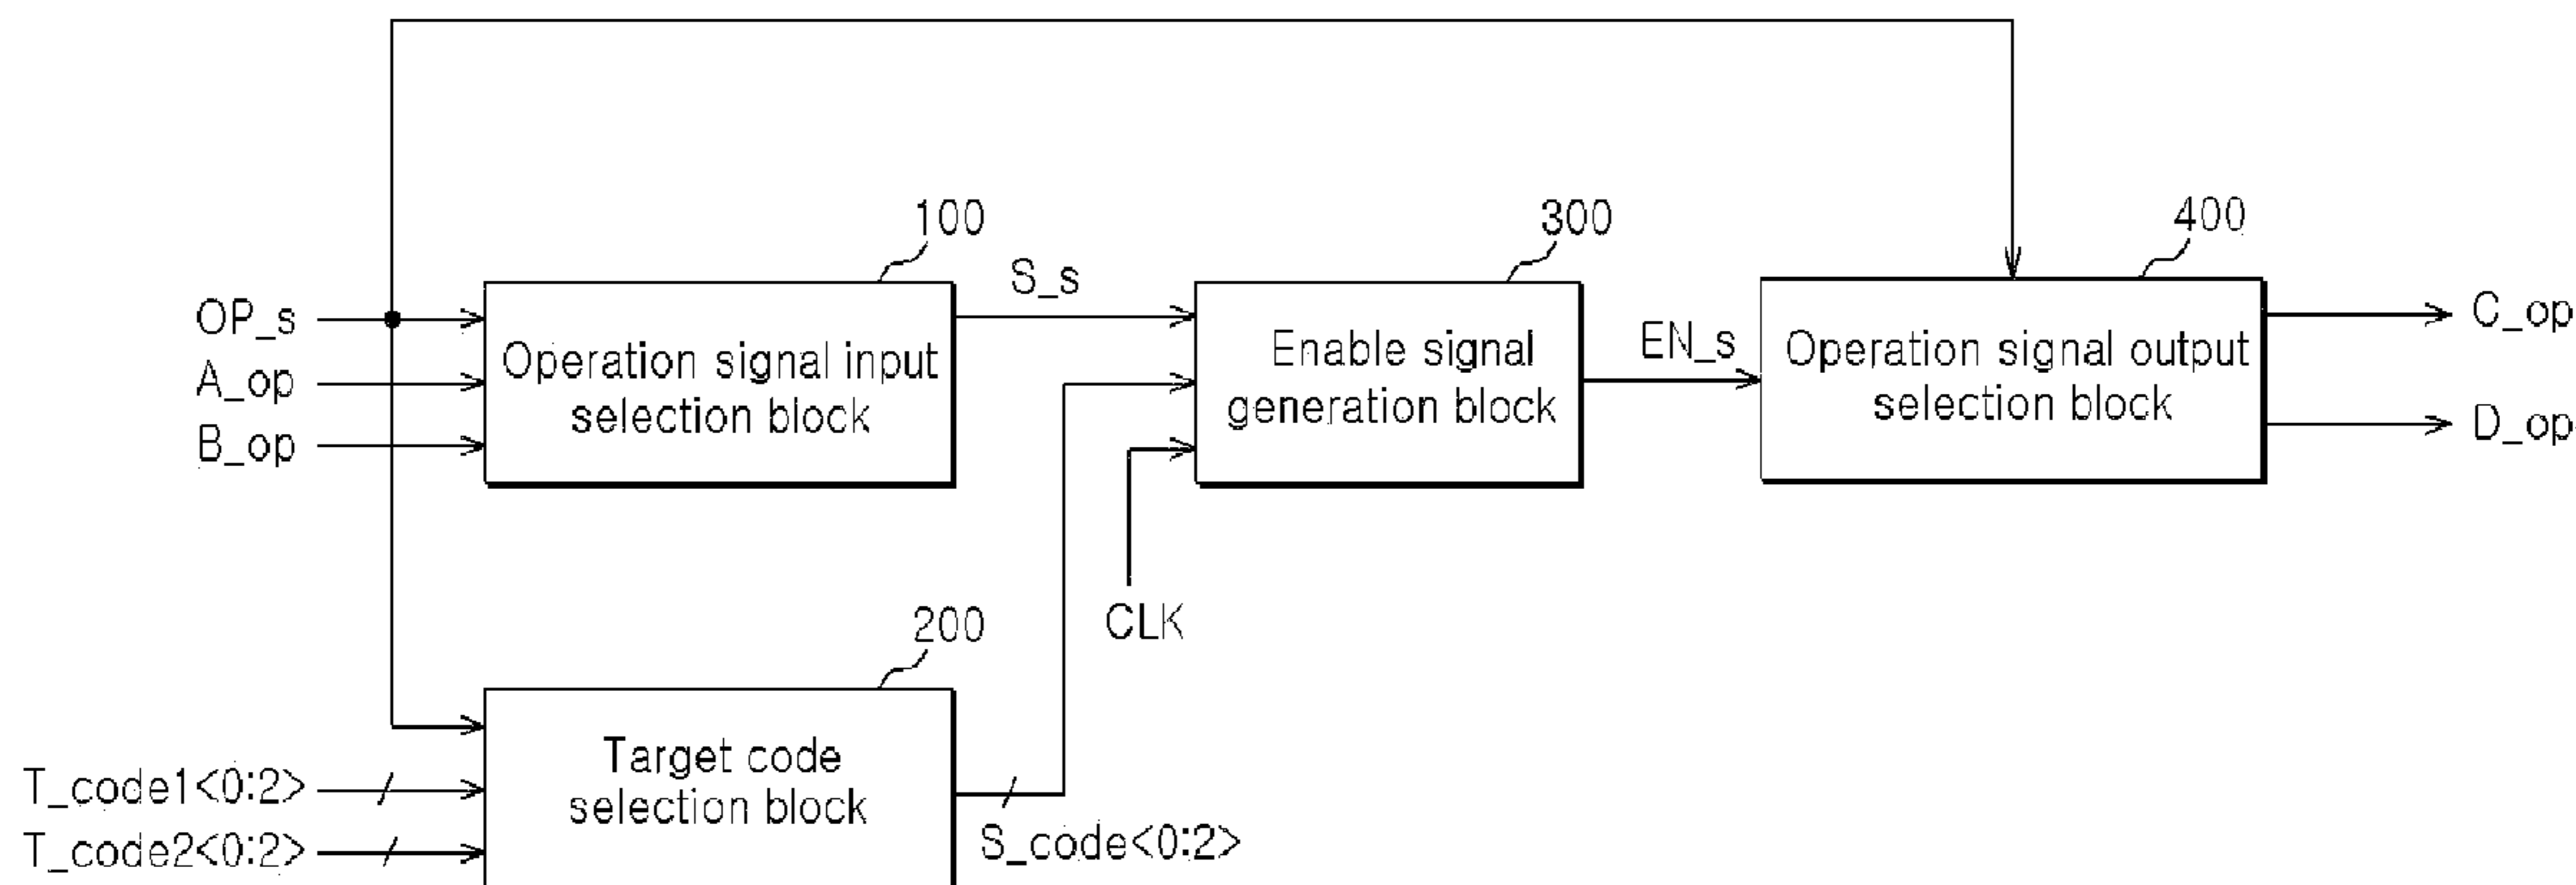 100
300
400
OP_s
A_op
B_op
Operation signal input
selection block
S_s
Enable signal
generation block
EN_s
Operation signal output
selection block
C_op
D_op
CLK
200
T_code1<0:2>
T_code2<0:2>
Target code
selection block
S_code<0:2>